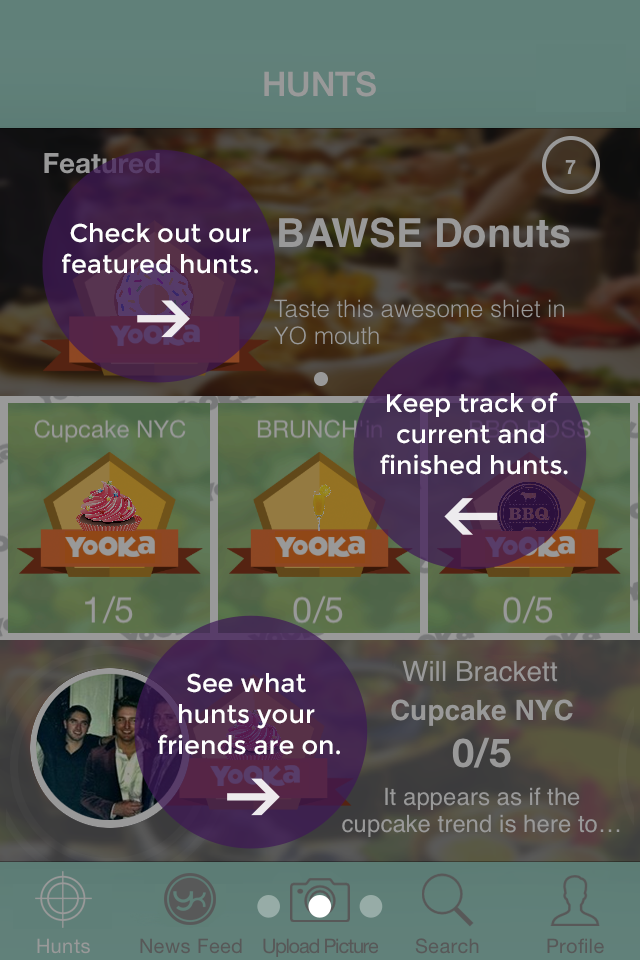 HUNTS
Featured
7
Check out our
featured hunts.
BAWSE Donuts
Taste this awesome shiet in
YO mouth
YOOKa
Keep track of
current and
finished hunts.
Cupcake NYC
BRUNCH'in
BBQ BOSS
BBQ
YOOKa
YOOKa
YOOKa
1/5
0/5
0/5
See what
hunts your
friends are on.
YOOKa
Will Brackett
Cupcake NYC
0/5
It appears as if the
cupcake trend is here to…
yk
Hunts
News Feed
Upload Picture
Search
Profile